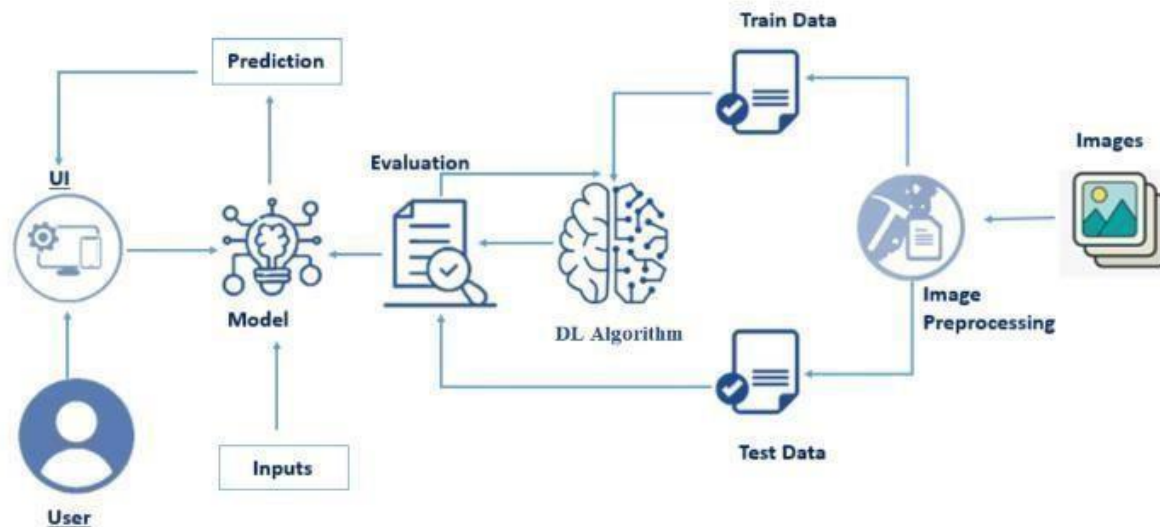 Train Data
Prediction
Images
Evaluation
UI
Image
Preprocessing
Model
DL Algorithm
Test Data
Inputs
User